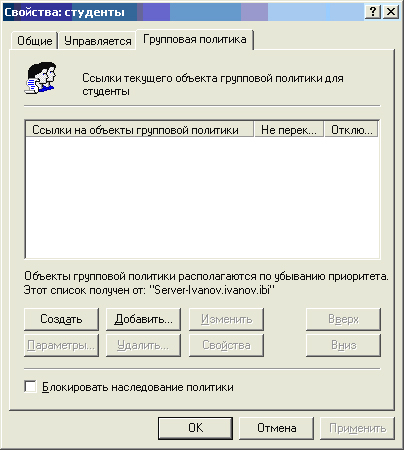 Свойства: студенты
Общие Управляется Групповая политика
Ссылки текущего объекта групповой политики для
студенты
Ссылки на объекты групповой политики Не перек... Отклю...
Объекты групповой политики располагаются по убыванию приоритета.
Этот список получен от: "Server-Ivanov.ivanov.ibi"
Создать Добавить... Изменить Вверх
Параметры... Удалить... Свойства Вниз
Блокировать наследование политики
OK Отмена Применить